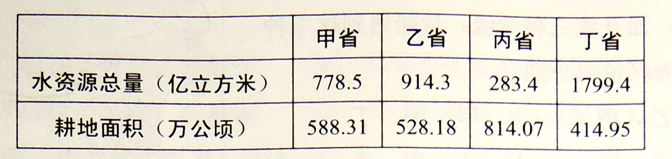 甲省 乙省 丙省 丁省
水资源总量（亿立方米） 778.5 914.3 283.4 1799.4
耕地面积（万公顷） 588.31 528.18 814.07 414.95